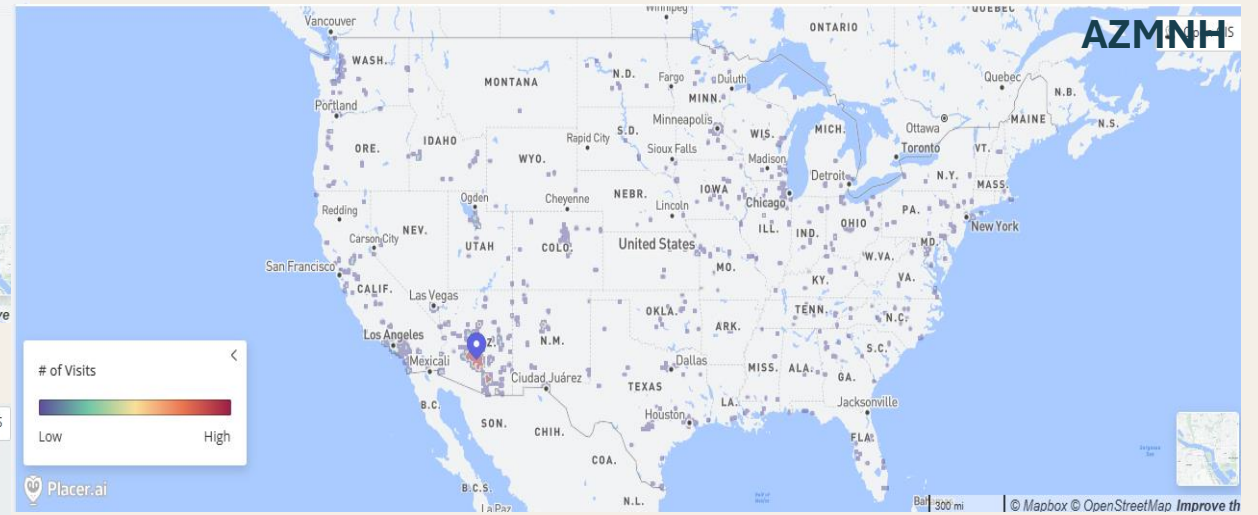 AZMNH
Vancouver
QUEBEC
ONTARIO
WASH.
MONTANA
N.D.
Fargo
Duluth
Quebec
N.B.
MINN.
Portland
Minneapolis
MAINE
N.S.
Ottawa
ORE.
IDAHO
Rapid City
S.D.
WIS.
MICH.
Toronto
VT.
WYO.
Sioux Falls
Madison
Detroit
N.Y.
MASS.
Ogden
Cheyenne
NEBR.
IOWA
Chicago
Redding
Lincoln
PA.
NEV.
ILL.
IND.
OHIO
New York
Carson City
UTAH
COLO.
United States
MD.
San Francisco
MO.
W.VA.
KY.
VA.
CALIF.
Las Vegas
OKLA.
TENN.
N.C.
Los Angeles
N.M.
ARK.
Z.
Mexicali
Dallas
S.C.
Ciudad Juárez
MISS.
ALA.
GA.
TEXAS
B.C.
LA.
Jacksonville
SON.
CHIH.
Houston
FLA.
COA.
B.C.S.
N.L.
La Paz
# of Visits
Low
High
Placer.ai
300 mi
© Mapbox © OpenStreetMap Improve th